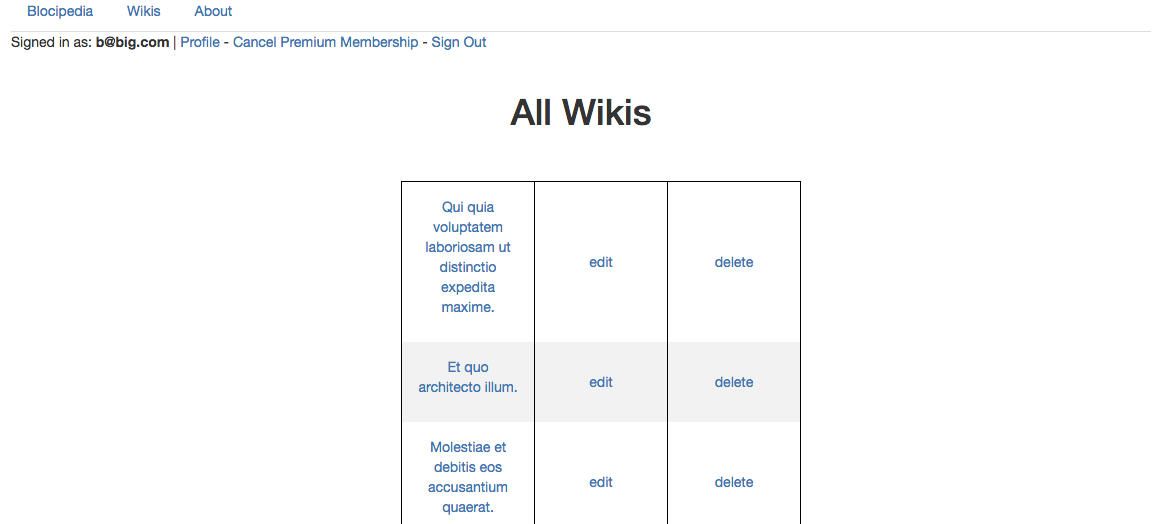 Blocipedia Wikis About
Signed in as: b@big.com | Profile - Cancel Premium Membership - Sign Out
All Wikis
Qui quia
voluptatem
laboriosam ut
distinctio
expedita
maxime.
edit
delete
Et quo
architecto illum.
edit
delete
Molestiae et
debitis eos
accusantium
quaerat.
edit
delete